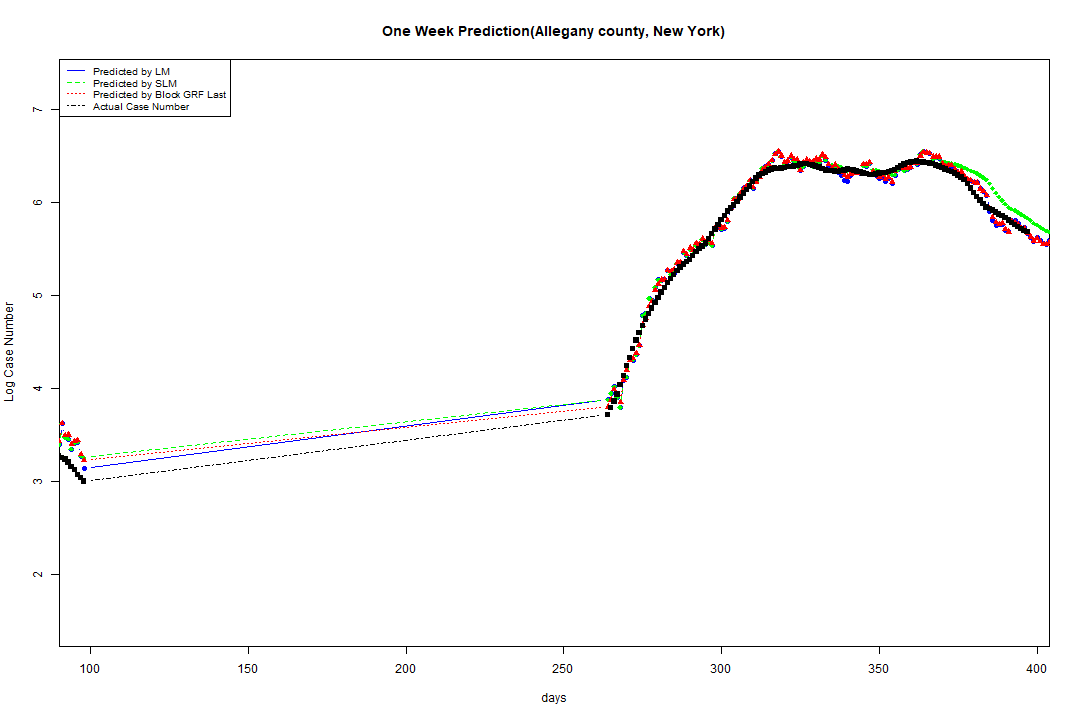 One Week Prediction(Allegany county, New York)
Predicted by LM
Predicted by SLM
Predicted by Block GRF Last
Actual Case Number
7
6
5
4
3
2
Log Case Number
100 150 200 250 300 350 400
days